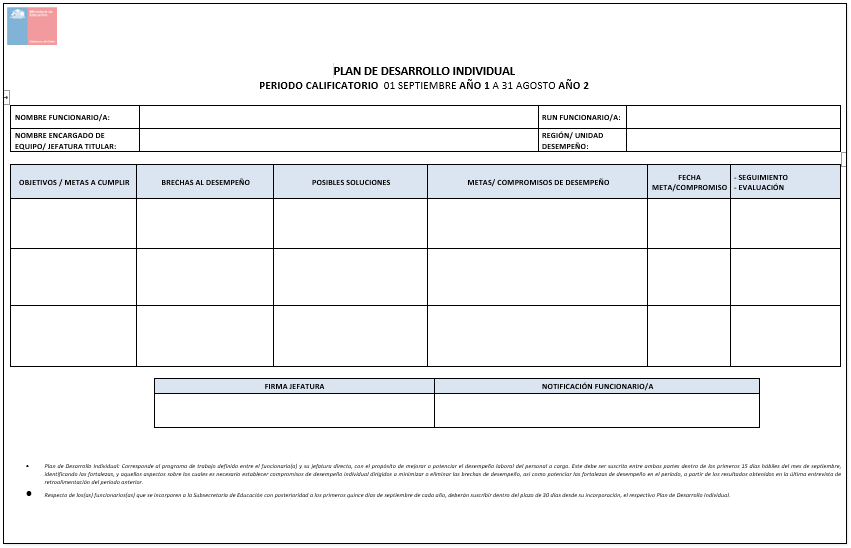 Ministerio de
Educación
Gobierno de Chile
PLAN DE DESARROLLO INDIVIDUAL
PERIODO CALIFICATORIO 01 SEPTIEMBRE AÑO 1 A 31 AGOSTO AÑO 2
NOMBRE FUNCIONARIO/A:
RUN FUNCIONARIO/A:
NOMBRE ENCARGADO DE
EQUIPO/ JEFATURA TITULAR:
REGIÓN/ UNIDAD
DESEMPEÑO:
OBJETIVOS / METAS A CUMPLIR
BRECHAS AL DESEMPEÑO
POSIBLES SOLUCIONES
METAS/ COMPROMISOS DE DESEMPEÑO
FECHA
META/COMPROMISO
- SEGUIMIENTO
- EVALUACIÓN
FIRMA JEFATURA
NOTIFICACIÓN FUNCIONARIO/A
• Plan de Desarrollo Individual: Corresponde al programa de trabajo definido entre el funcionario(a) y su jefatura directa, con el propósito de mejorar o potenciar el desempeño laboral del personal a cargo. Este debe ser suscrito entre ambas partes dentro de los primeros 15 días hábiles del mes de septiembre,
identificando las fortalezas, y aquellos aspectos sobre los cuales es necesario establecer compromisos de desempeño individual dirigidos a minimizar o eliminar las brechas de desempeño, así como potenciar las fortalezas de desempeño en el período, a partir de los resultados obtenidos en la última entrevista de
retroalimentación del período anterior.
• Respecto de los(as) funcionarios(as) que se incorporen a la Subsecretaría de Educación con posterioridad a los primeros quince días de septiembre de cada año, deberán suscribir dentro del plazo de 30 días desde su incorporación, el respectivo Plan de Desarrollo Individual.